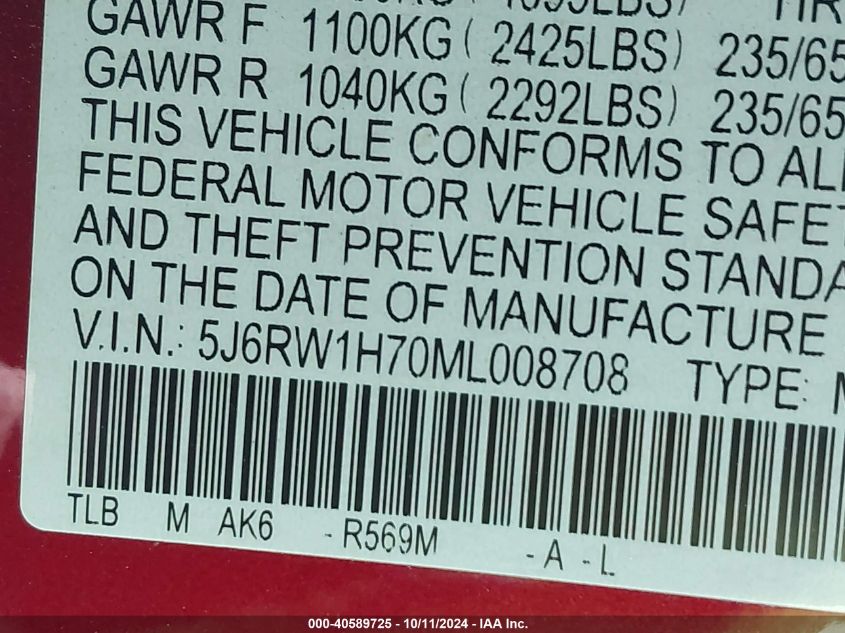 GAWR F 1100KG ( 2425LBS) 235/65
GAWR R 1040KG ( 2292LBS) 235/65
THIS VEHICLE CONFORMS TO ALL
FEDERAL MOTOR VEHICLE SAFET
AND THEFT PREVENTION STANDA
ON THE DATE OF MANUFACTURE
V.I.N.: 5J6RW1H70ML008708 TYPE:
TLB M AK6 - R569M - A - L
000-40589725 - 10/11/2024 - IAA Inc.